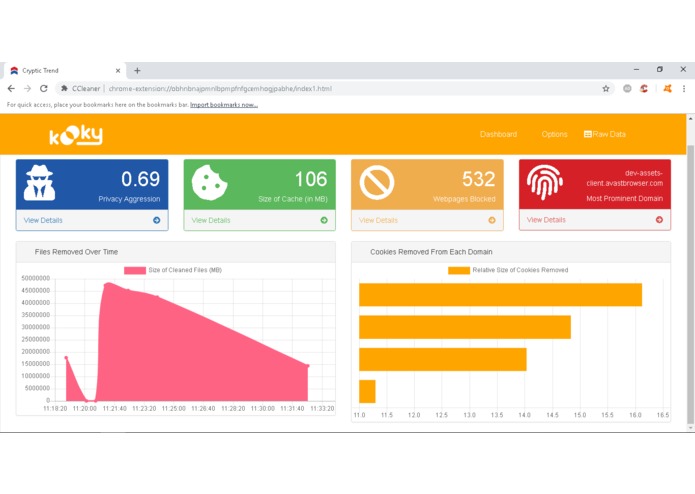 Cryptic Trend
CCleaner | chrome-extension://obhnbnajpmnlbpmpfnfgcemhogjpabhe/index1.html
For quick access, place your bookmarks here on the bookmarks bar. Import bookmarks now...
kooky
Dashboard Options Raw Data
0.69
Privacy Aggression
View Details
106
Size of Cache (in MB)
View Details
532
Webpages Blocked
View Details
dev-assets-
client.avastbrowser.com
Most Prominent Domain
View Details
Files Removed Over Time
Size of Cleaned Files (MB)
50000000
45000000
40000000
35000000
30000000
25000000
20000000
15000000
10000000
5000000
0
11:18:20 11:20:00 11:21:40 11:23:20 11:25:00 11:26:40 11:28:20 11:30:00 11:31:40 11:33:20
Cookies Removed From Each Domain
Relative Size of Cookies Removed
11.0 11.5 12.0 12.5 13.0 13.5 14.0 14.5 15.0 15.5 16.0 16.5